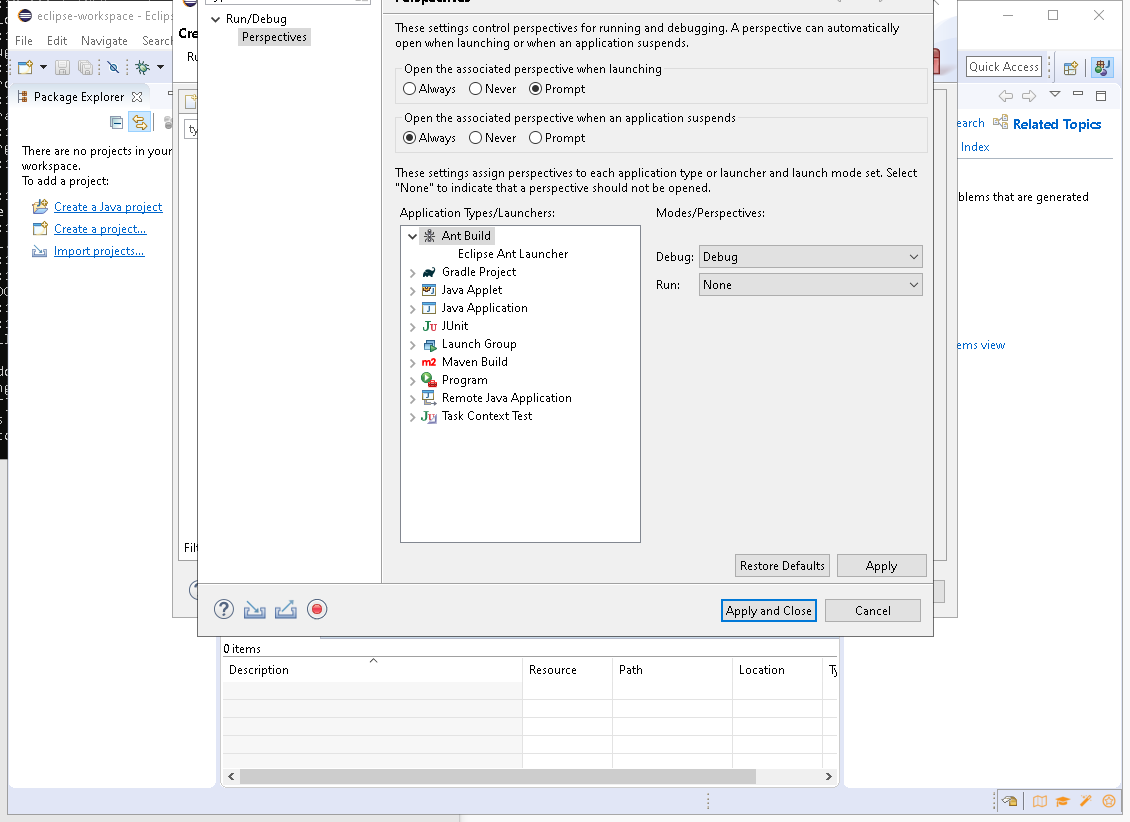 eclipse-workspace - Eclips
File Edit Navigate Search
Cre
Ru
Run/Debug
Perspectives
Perspectives
These settings control perspectives for running and debugging. A perspective can automatically
open when launching or when an application suspends.
Open the associated perspective when launching
Always Never Prompt
Open the associated perspective when an application suspends
Always Never Prompt
These settings assign perspectives to each application type or launcher and launch mode set. Select
"None" to indicate that a perspective should not be opened.
Application Types/Launchers:
Modes/Perspectives:
Ant Build
Eclipse Ant Launcher
Gradle Project
Java Applet
Java Application
JUnit
Launch Group
Maven Build
Program
Remote Java Application
Task Context Test
Debug: Debug
Run: None
Restore Defaults Apply
Apply and Close Cancel
Package Explorer
ty
There are no projects in your
workspace.
To add a project:
Create a Java project
Create a project...
Import projects...
Filt
Quick Access
earch Related Topics
Index
blems that are generated
ems view
0 items
Description Resource Path Location Ty